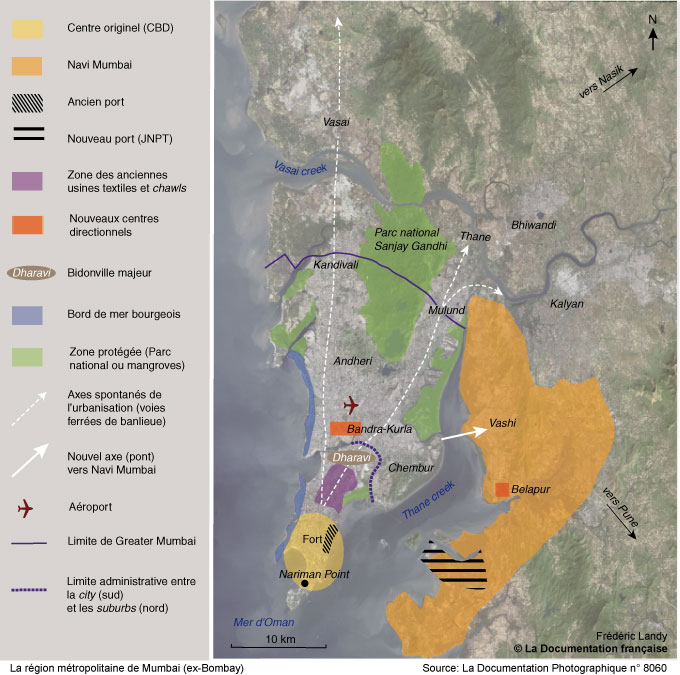 Centre originel (CBD)
Navi Mumbai
Ancien port
Nouveau port (JNPT)
Zone des anciennes
usines textiles et chawls
Nouveaux centres
directionnels
Dharavi
Bidonville majeur
Bord de mer bourgeois
Zone protégée (Parc
national ou mangroves)
Axes spontanés de
l'urbanisation (voies
ferrées de banlieue)
Nouvel axe (pont)
vers Navi Mumbai
Aéroport
Limite de Greater Mumbai
Limite administrative entre
la city (sud)
et les suburbs (nord)
N
vers Nasik
Vasai
Vasai creek
Parc national
Sanjay Gandhi
Thane
Bhiwandi
Kandivali
Mulund
Kalyan
Andheri
Bandra-Kurla
Vashi
Dharavi
Chembur
Thane creek
Belapur
vers Pune
Fort
Nariman Point
Mer d'Oman
10 km
Frédéric Landy
© La Documentation française
La région métropolitaine de Mumbai (ex-Bombay)
Source: La Documentation Photographique n° 8060